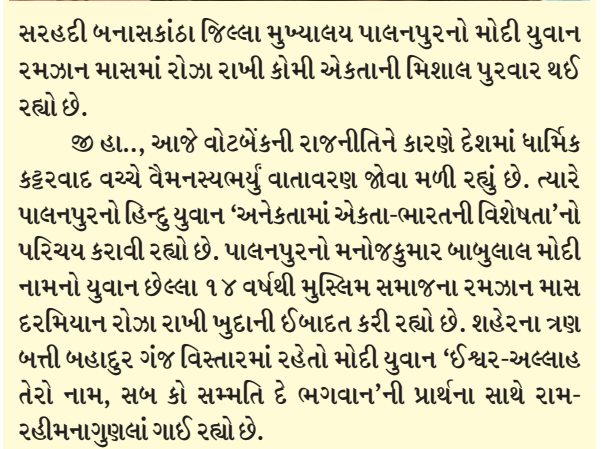 સરહદી બનાસકાંઠા જિલ્લા મુખ્યાલય પાલનપુરનો મોદી યુવાન
રમઝાન માસમાં રોઝા રાખી કોમી એકતાની મિશાલ પુરવાર થઈ
રહ્યો છે.
જી હા.., આજે વોટબેંકની રાજનીતિને કારણે દેશમાં ધાર્મિક
કટ્ટરવાદ વચ્ચે વૈમનસ્યભર્યું વાતાવરણ જોવા મળી રહ્યું છે. ત્યારે
પાલનપુરનો હિન્દુ યુવાન ‘અનેકતામાં એકતા-ભારતની વિશેષતા’નો
પરિચય કરાવી રહ્યો છે. પાલનપુરનો મનોજકુમાર બાબુલાલ મોદી
નામનો યુવાન છેલ્લા ૧૪ વર્ષથી મુસ્લિમ સમાજના રમઝાન માસ
દરમિયાન રોઝા રાખી ખુદાની ઈબાદત કરી રહ્યો છે. શહેરના ત્રણ
બત્તી બહાદુર ગંજ વિસ્તારમાં રહેતો મોદી યુવાન ‘ઈશ્વર-અલ્લાહ
તેરો નામ, સબ કો સમ્મતિ દે ભગવાન’ની પ્રાર્થના સાથે રામ-
રહીમનાગુણલાં ગાઈ રહ્યો છે.